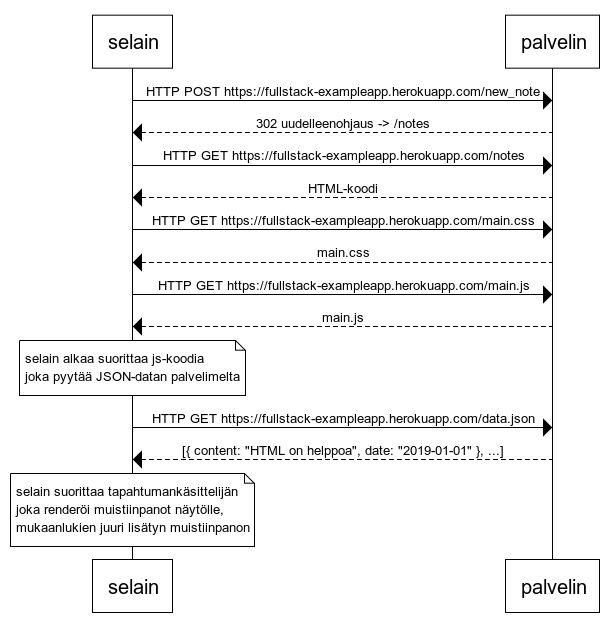 selain palvelin
HTTP POST https://fullstack-exampleapp.herokuapp.com/new_note
302 uudelleenohjaus -> /notes
HTTP GET https://fullstack-exampleapp.herokuapp.com/notes
HTML-koodi
HTTP GET https://fullstack-exampleapp.herokuapp.com/main.css
main.css
HTTP GET https://fullstack-exampleapp.herokuapp.com/main.js
main.js
selain alkaa suorittaa js-koodia
joka pyytää JSON-datan palvelimelta
HTTP GET https://fullstack-exampleapp.herokuapp.com/data.json
[{ content: "HTML on helppoa", date: "2019-01-01" }, ...]
selain suorittaa tapahtumankäsittelijän
joka renderöi muistiinpanot näytölle,
mukaanlukien juuri lisätyn muistiinpanon
selain palvelin